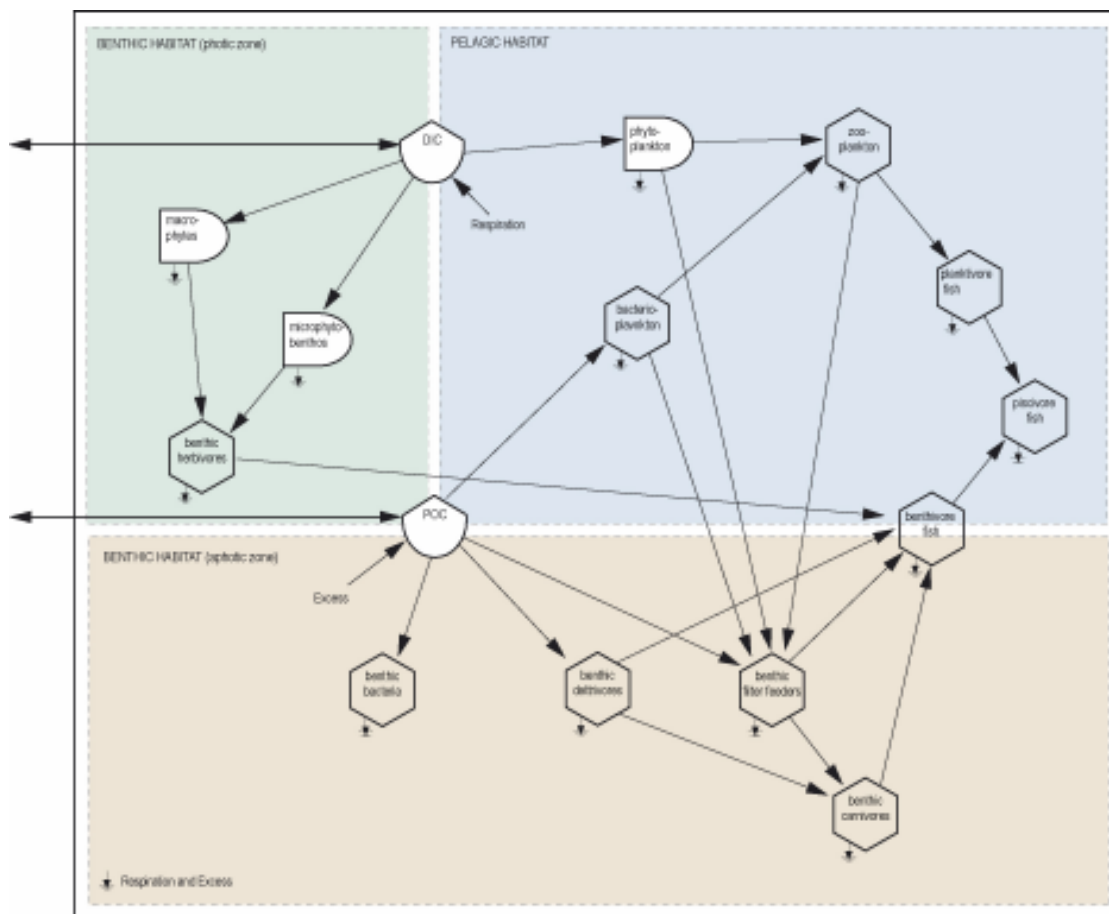 BENTHIC HABITAT (photic zone)
PELAGIC HABITAT
DIC
phyto-
plankton
zoo-
plankton
macro-
phytes
Respiration
planktivore
fish
bacterio-
plankton
microphyto-
benthos
piscivore
fish
benthic
herbivores
POC
benthivore
fish
BENTHIC HABITAT (aphotic zone)
Excess
benthic
bacteria
benthic
detrivores
benthic
filter feeders
benthic
carnivores
Respiration and Excess